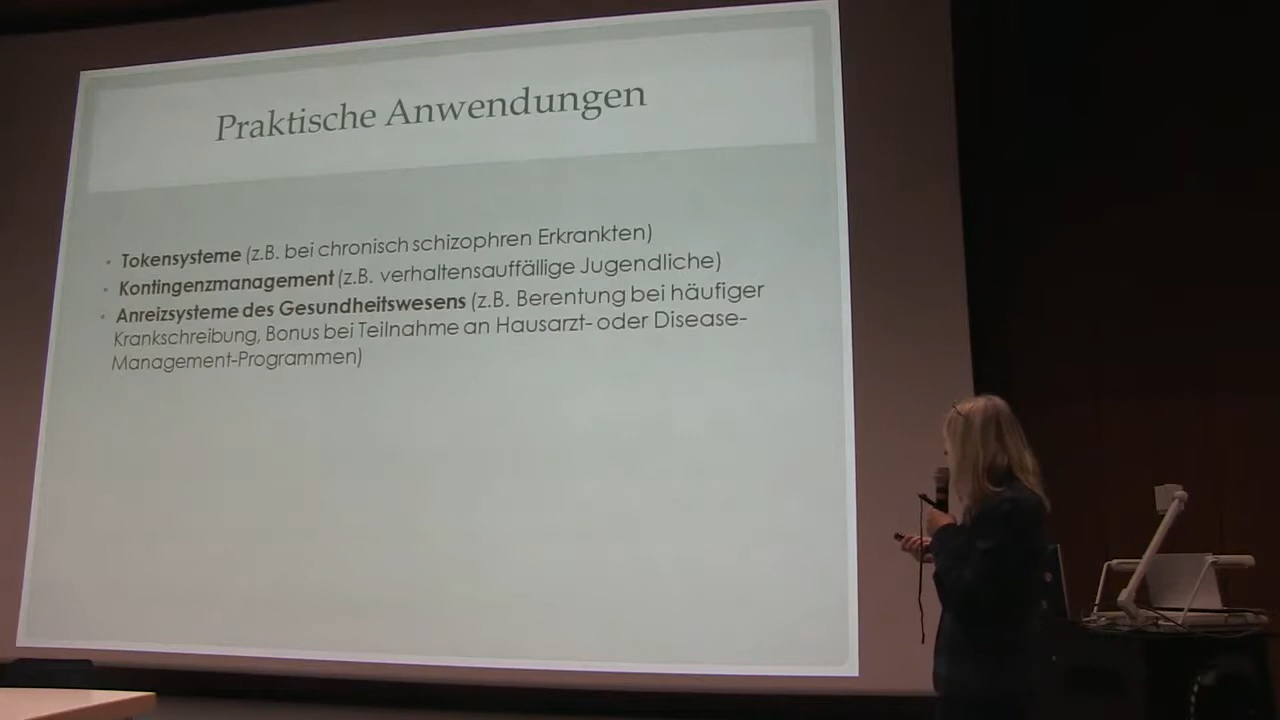 Praktische Anwendungen
• Tokensysteme (z.B. bei chronisch schizophren Erkrankten)
• Kontingenzmanagement (z.B. verhaltensauffällige Jugendliche)
• Anreizsysteme des Gesundheitswesens (z.B. Berentung bei häufiger
Krankschreibung, Bonus bei Teilnahme an Hausarzt- oder Disease-
Management-Programmen)